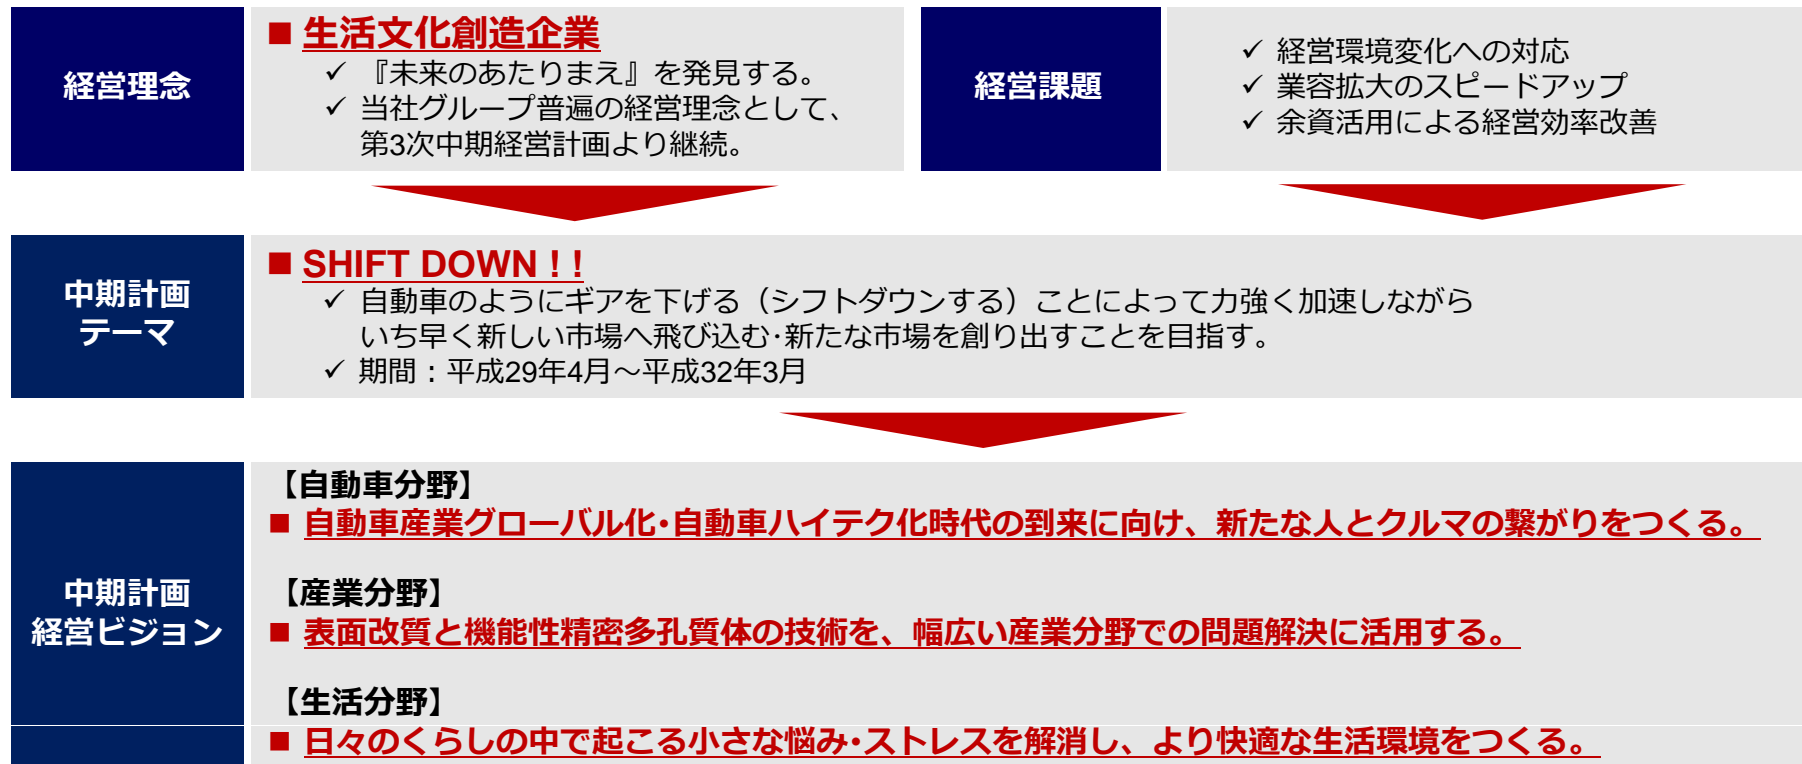 経営理念
■ 生活文化創造企業
✓ 『未来のあたりまえ』を発見する。
✓ 当社グループ普遍の経営理念として、
第3次中期経営計画より継続。
経営課題
✓ 経営環境変化への対応
✓ 業容拡大のスピードアップ
✓ 余資活用による経営効率改善
中期計画
テーマ
■ SHIFT DOWN ! !
✓ 自動車のようにギアを下げる（シフトダウンする）ことによって力強く加速しながら
いち早く新しい市場へ飛び込む･新たな市場を創り出すことを目指す。
✓ 期間：平成29年4月～平成32年3月
中期計画
経営ビジョン
【自動車分野】
■ 自動車産業グローバル化･自動車ハイテク化時代の到来に向け、新たな人とクルマの繋がりをつくる。
【産業分野】
■ 表面改質と機能性精密多孔質体の技術を、幅広い産業分野での問題解決に活用する。
【生活分野】
■ 日々のくらしの中で起こる小さな悩み･ストレスを解消し、より快適な生活環境をつくる。